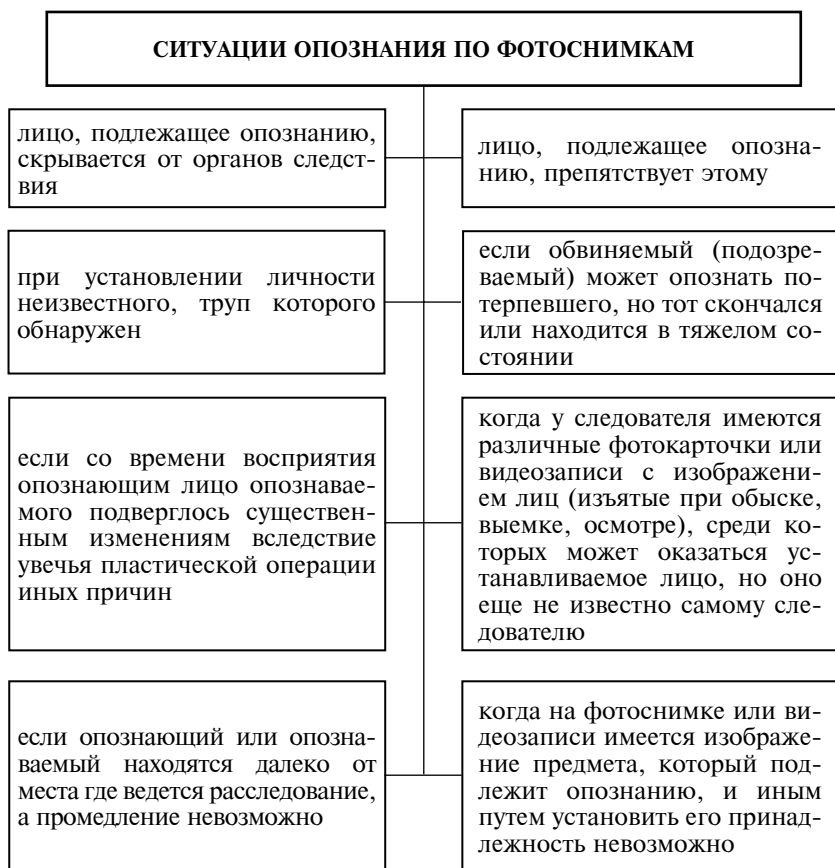 СИТУАЦИИ ОПОЗНАНИЯ ПО ФОТОСНИМКАМ
лицо, подлежащее опознанию,
скрывается от органов следст-
вия
лицо, подлежащее опозна-
нию, препятствует этому
при установлении личности
неизвестного, труп которого
обнаружен
если обвиняемый (подозре-
ваемый) может опознать по-
терпевшего, но тот скончался
или находится в тяжелом со-
стоянии
если со времени восприятия
опознающим лицо опознавае-
мого подверглось существен-
ным изменениям вследствие
увечья пластической операции
иных причин
когда у следователя имеются
различные фотокарточки или
видеозаписи с изображени-
ем лиц (изъятые при обыске,
выемке, осмотре), среди ко-
торых может оказаться ус-
танавливаемое лицо, но оно
еще не известно самому сле-
дователю
если опознающий или опозна-
ваемый находятся далеко от
места где ведется расследование,
а промедление невозможно
когда на фотоснимке или ви-
деозаписи имеется изображе-
ние предмета, который под-
лежит опознанию, и иным
путем установить его принад-
лежность невозможно